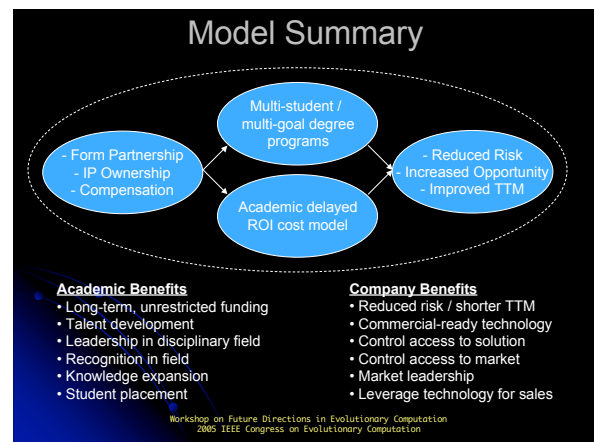 Model Summary
Multi-student /
multi-goal degree
programs
- Form Partnership
- IP Ownership
- Compensation
- Reduced Risk
- Increased Opportunity
- Improved TTM
Academic delayed
ROI cost model
Academic Benefits
• Long-term, unrestricted funding
• Talent development
• Leadership in disciplinary field
• Recognition in field
• Knowledge expansion
• Student placement
Company Benefits
• Reduced risk / shorter TTM
• Commercial-ready technology
• Control access to solution
• Control access to market
• Market leadership
• Leverage technology for sales
Workshop on Future Directions in Evolutionary Computation
2005 IEEE Congress on Evolutionary Computation